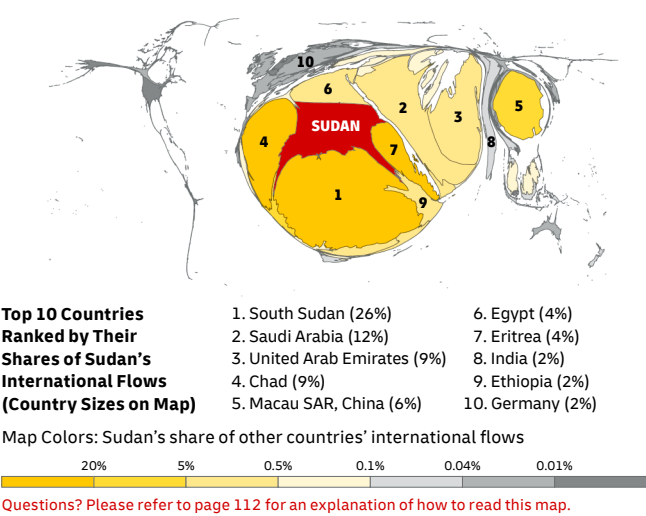 10
6
2
3
5
SUDAN
4
7
8
1
9
Top 10 Countries
Ranked by Their
Shares of Sudan's
International Flows
(Country Sizes on Map)
1. South Sudan (26%)
2. Saudi Arabia (12%)
3. United Arab Emirates (9%)
4. Chad (9%)
5. Macau SAR, China (6%)
6. Egypt (4%)
7. Eritrea (4%)
8. India (2%)
9. Ethiopia (2%)
10. Germany (2%)
Map Colors: Sudan's share of other countries' international flows
20% 5% 0.5% 0.1% 0.04% 0.01%
Questions? Please refer to page 112 for an explanation of how to read this map.